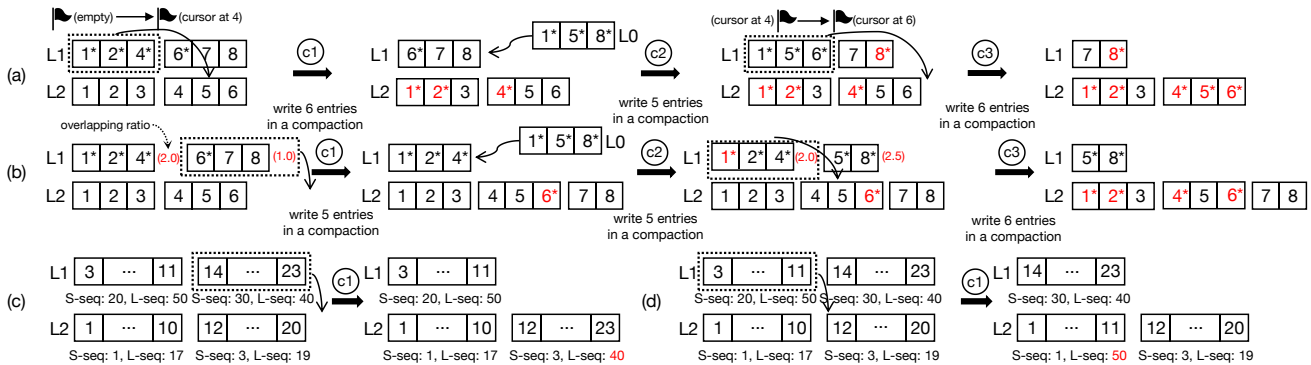 (empty) (cursor at 4) (cursor at 4) (cursor at 6)
1* 5* 8* L0
L1 1* 2* 4* 6* 7 8 c1 6* 7 8 c2 1* 5* 6* 7 8* c3 7 8*
(a)
L2 1 2 3 4 5 6 1* 2* 3 4* 5 6 1* 2* 3 4* 5 6 1* 2* 3 4* 5* 6*
write 6 entries in a compaction
write 5 entries in a compaction
write 6 entries in a compaction
overlapping ratio
1* 5* 8* L0
L1 1* 2* 4* (2.0) 6* 7 8 (1.0) c1 1* 2* 4* c2 L1 1* 2* 4* (2.0) 5* 8* (2.5) c3 L1 5* 8*
(b)
L2 1 2 3 4 5 6 1 2 3 4 5 6* 7 8 1 2 3 4 5 6* 7 8 1* 2* 3 4* 5 6* 7 8
write 5 entries in a compaction
write 5 entries in a compaction
write 6 entries in a compaction
L1 3 ... 11 14 ... 23 c1 L1 3 ... 11 L1 3 ... 11 14 ... 23 c1 L1 14 ... 23
S-seq: 20, L-seq: 50 S-seq: 30, L-seq: 40 S-seq: 20, L-seq: 50 S-seq: 20, L-seq: 50 S-seq: 30, L-seq: 40 S-seq: 30, L-seq: 40
(c) (d)
L2 1 ... 10 12 ... 20 L2 1 ... 10 12 ... 23 L2 1 ... 10 12 ... 20 L2 1 ... 11 12 ... 20
S-seq: 1, L-seq: 17 S-seq: 3, L-seq: 19 S-seq: 1, L-seq: 17 S-seq: 3, L-seq: 40 S-seq: 1, L-seq: 17 S-seq: 3, L-seq: 19 S-seq: 1, L-seq: 50 S-seq: 3, L-seq: 19